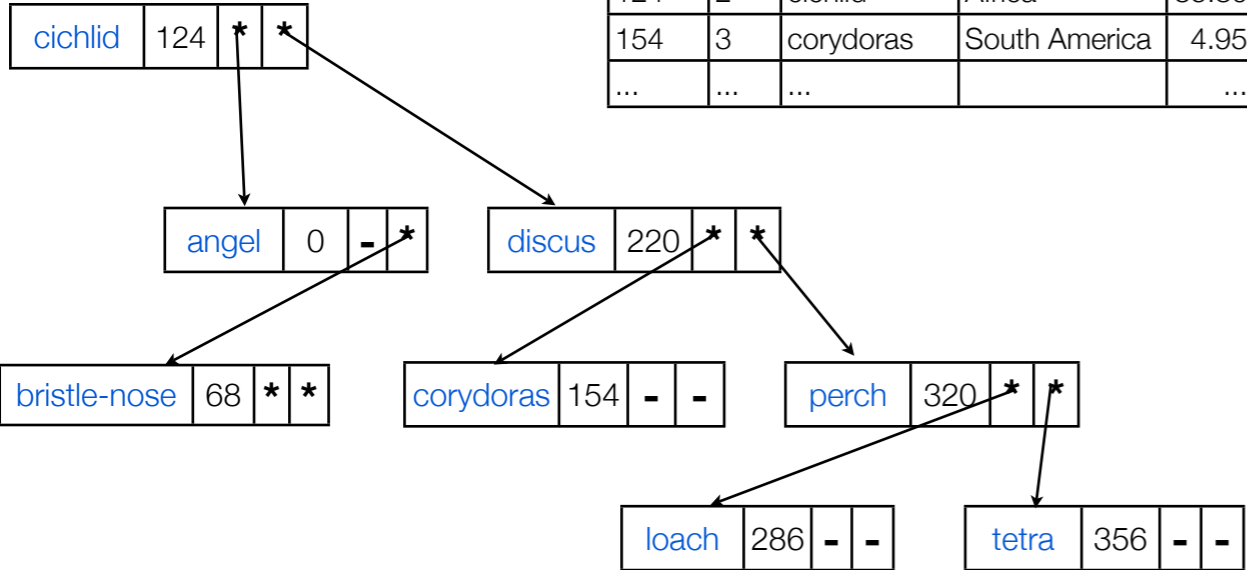 154 3 corydoras South America 4.95
... ... ... ...
cichlid 124 * *
angel 0 - *
discus 220 * *
bristle-nose 68 * *
corydoras 154 - -
perch 320 * *
loach 286 - -
tetra 356 - -